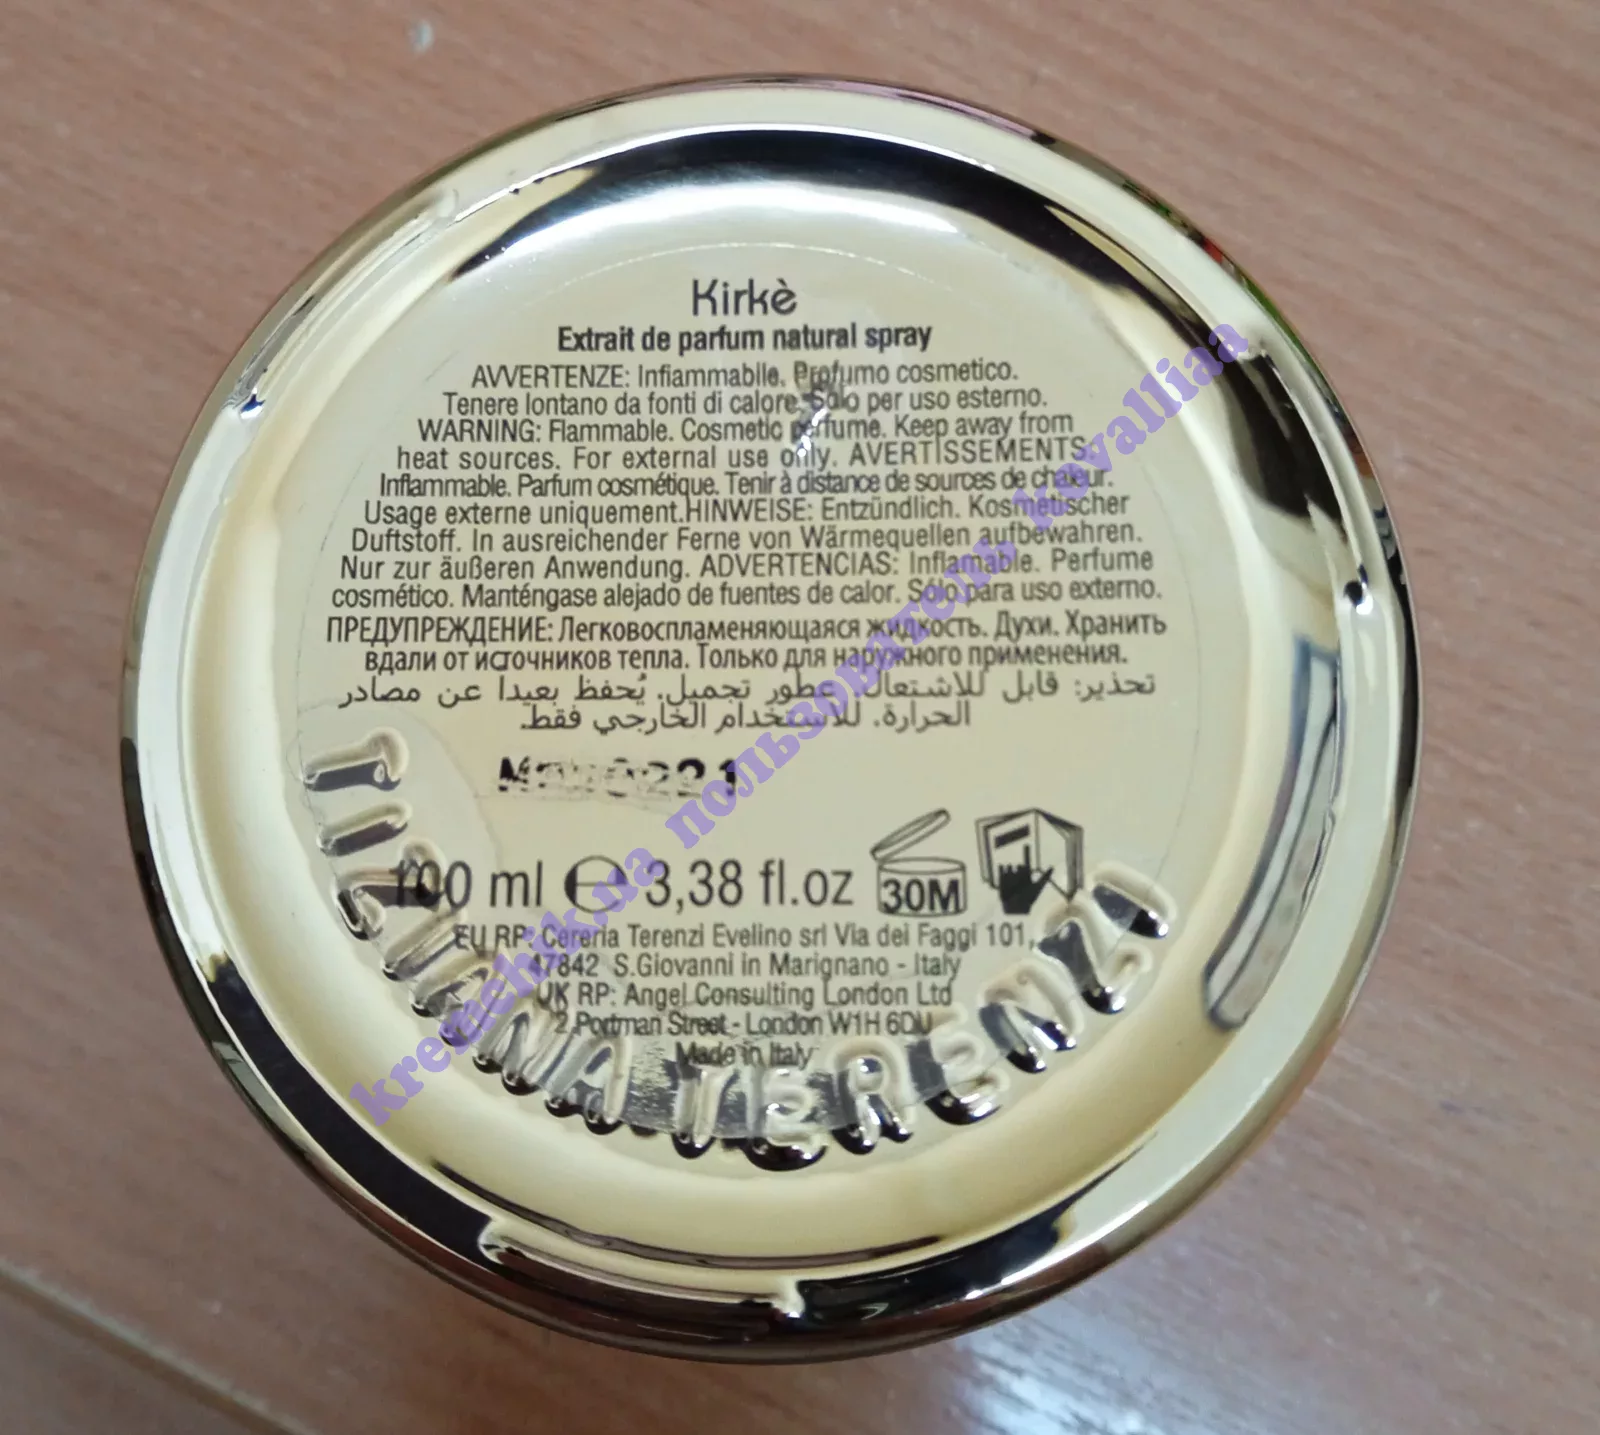 Kirkè
Extrait de parfum natural spray
AVVERTENZE: Infiammabile. Profumo cosmetico.
Tenere lontano da fonti di calore. Solo per uso esterno.
WARNING: Flammable. Cosmetic perfume. Keep away from
heat sources. For external use only. AVERTISSEMENTS:
Inflammable. Parfum cosmétique. Tenir à distance de sources de chaleur.
Usage externe uniquement.HINWEISE: Entzündlich. Kosmetischer
Duftstoff. In ausreichender Ferne von Wärmequellen aufbewahren.
Nur zur äußeren Anwendung. ADVERTENCIAS: Inflamable. Perfume
cosmético. Manténgase alejado de fuentes de calor. Sólo para uso externo.
ПРЕДУПРЕЖДЕНИЕ: Легковоспламеняющаяся жидкость. Духи. Хранить
вдали от источников тепла. Только для наружного применения.
تحذير: قابل للاشتعال. عطور تجميل. يُحفظ بعيدا عن مصادر
الحرارة. للاستخدام الخارجي فقط.
100 ml e 3,38 fl.oz
30M
EU RP: Cereria Terenzi Evelino srl Via dei Faggi 101,
47842 S.Giovanni in Marignano - Italy
UK RP: Angel Consulting London Ltd
2 Portman Street - London W1H 6DU
Made in Italy
TIZIANA TERENZI
kremchik.ua пользователь kovalliaa